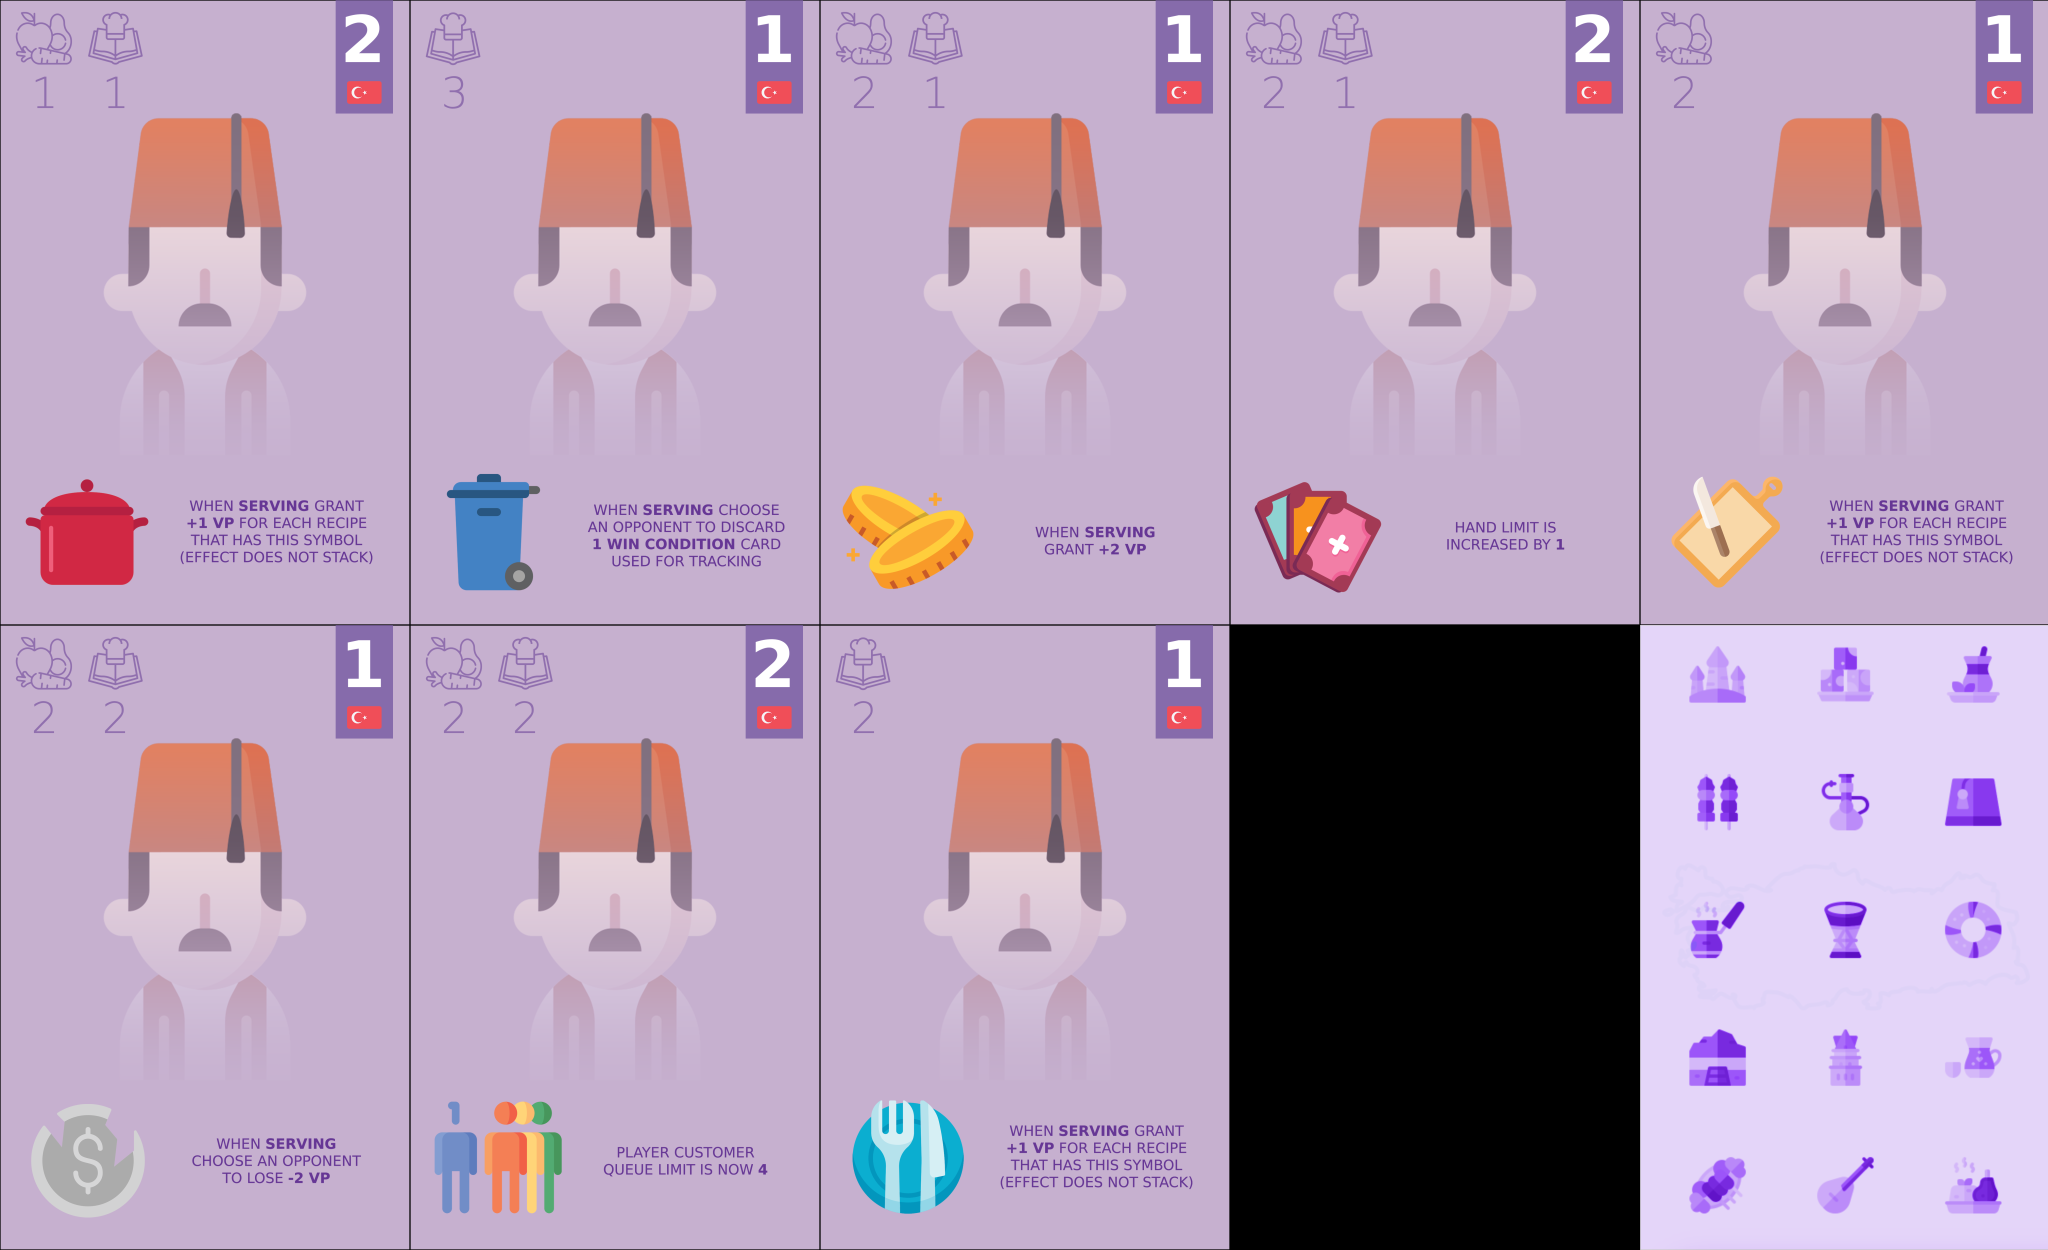 2
1 1
WHEN SERVING GRANT
+1 VP FOR EACH RECIPE
THAT HAS THIS SYMBOL
(EFFECT DOES NOT STACK)
1
3
WHEN SERVING CHOOSE
AN OPPONENT TO DISCARD
1 WIN CONDITION CARD
USED FOR TRACKING
1
2 1
WHEN SERVING
GRANT +2 VP
2
2 1
HAND LIMIT IS
INCREASED BY 1
1
2
WHEN SERVING GRANT
+1 VP FOR EACH RECIPE
THAT HAS THIS SYMBOL
(EFFECT DOES NOT STACK)
1
2 2
$
WHEN SERVING
CHOOSE AN OPPONENT
TO LOSE -2 VP
2
2 2
PLAYER CUSTOMER
QUEUE LIMIT IS NOW 4
1
2
WHEN SERVING GRANT
+1 VP FOR EACH RECIPE
THAT HAS THIS SYMBOL
(EFFECT DOES NOT STACK)